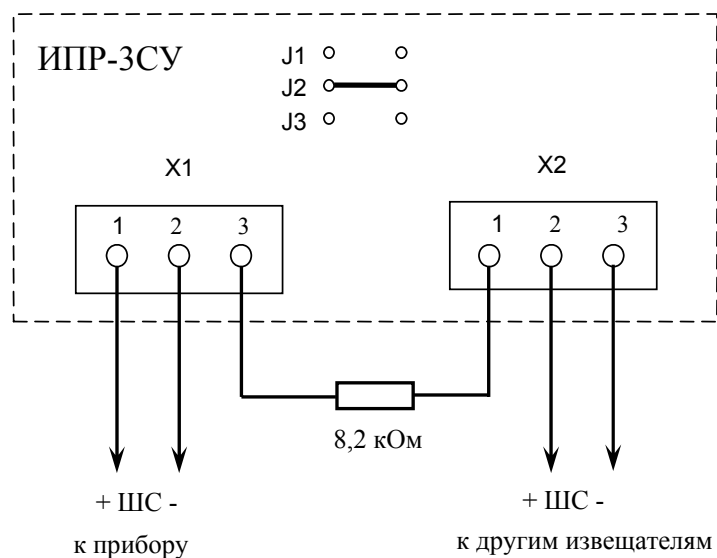 ИПР-3СУ
J1
J2
J3
X1
X2
1 2 3
1 2 3
8,2 кОм
+ ШС -
к прибору
+ ШС -
к другим извещателям